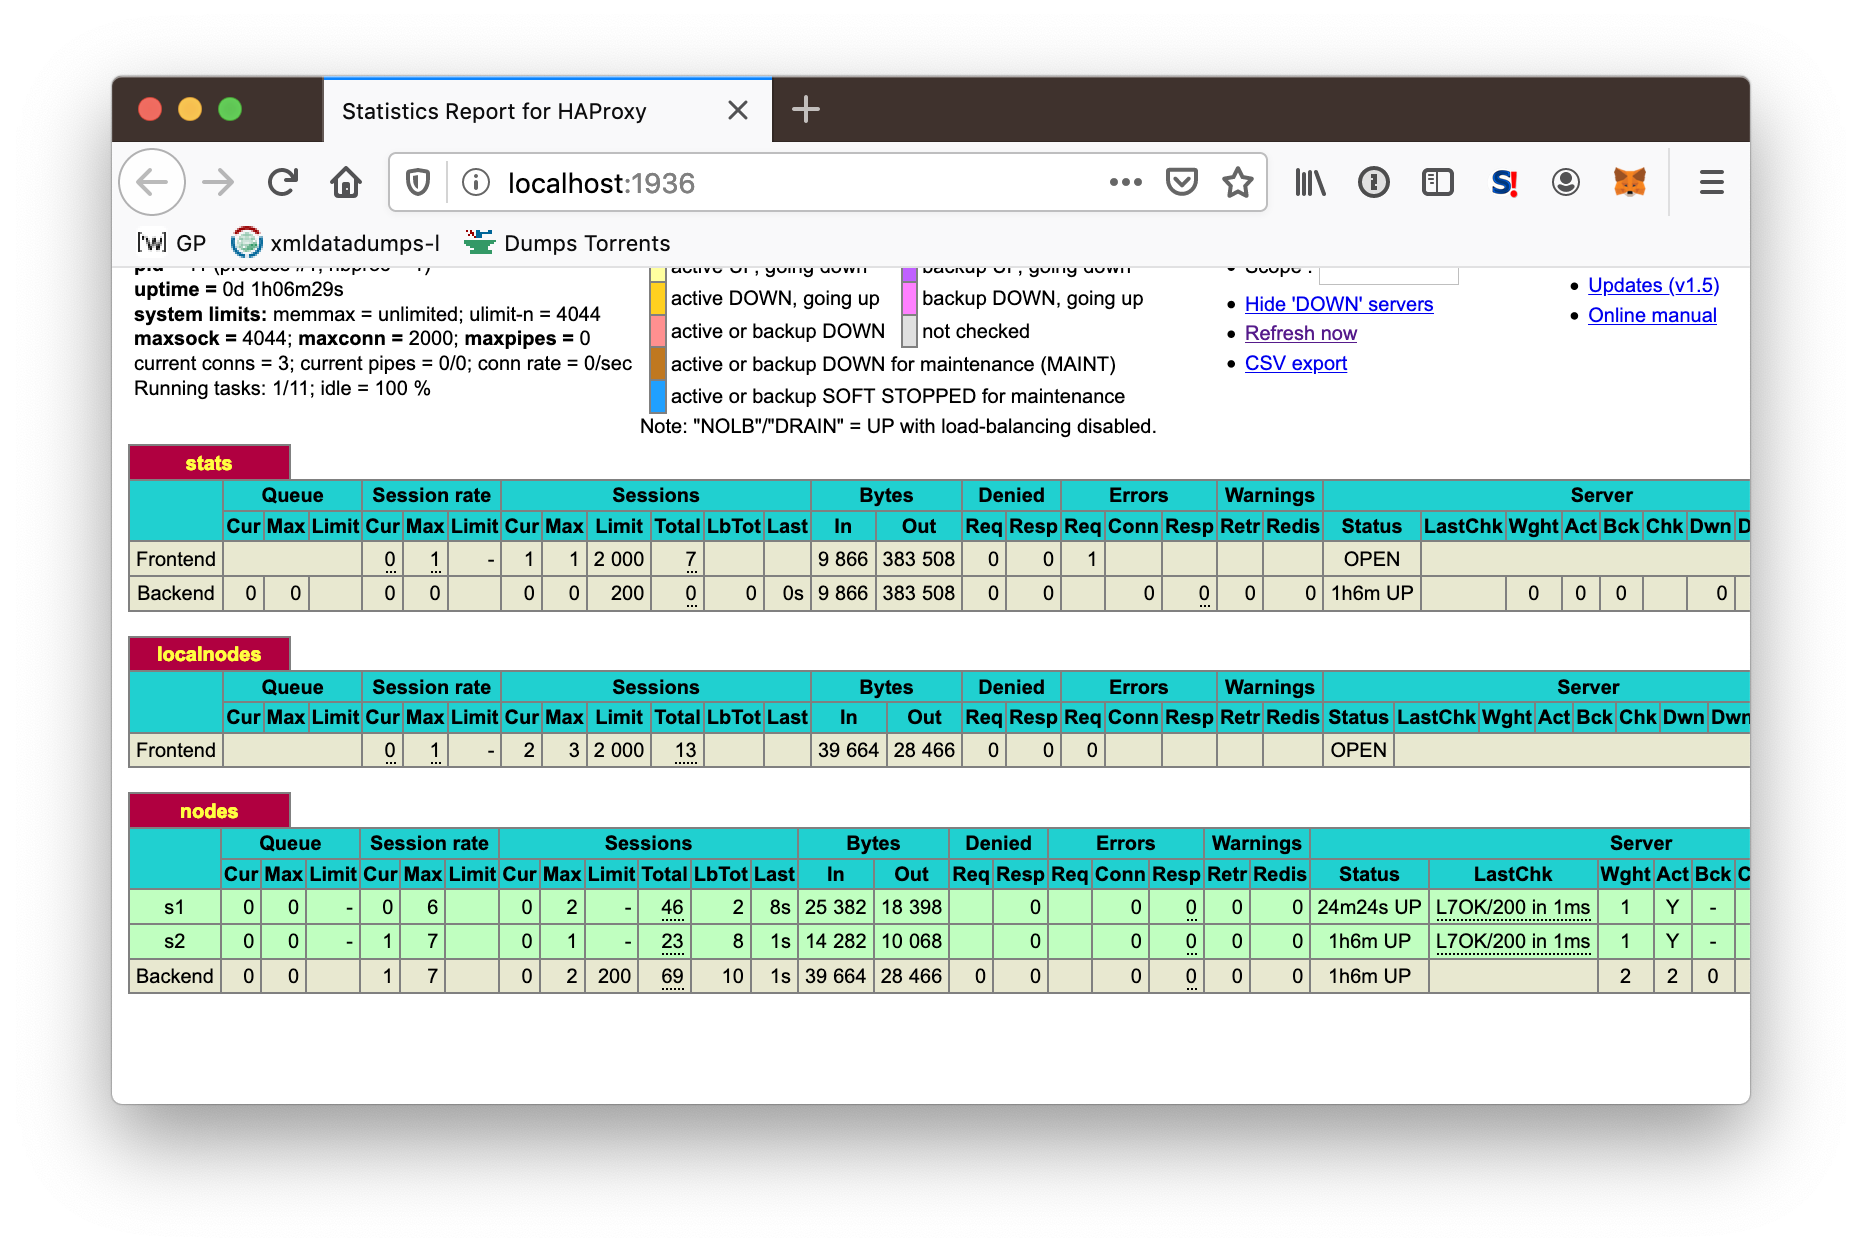 Statistics Report for HAProxy
localhost:1936
GP xmldatadumps-l Dumps Torrents
uptime = 0d 1h06m29s
system limits: memmax = unlimited; ulimit-n = 4044
maxsock = 4044; maxconn = 2000; maxpipes = 0
current conns = 3; current pipes = 0/0; conn rate = 0/sec
Running tasks: 1/11; idle = 100 %
active UP, going down backup UP, going down
active DOWN, going up backup DOWN, going up
active or backup DOWN not checked
active or backup DOWN for maintenance (MAINT)
active or backup SOFT STOPPED for maintenance
Note: "NOLB"/"DRAIN" = UP with load-balancing disabled.
Scope :
Hide 'DOWN' servers
Refresh now
CSV export
Updates (v1.5)
Online manual
stats
Queue Session rate Sessions Bytes Denied Errors Warnings Server
Cur Max Limit Cur Max Limit Cur Max Limit Total LbTot Last In Out Req Resp Req Conn Resp Retr Redis Status LastChk Wght Act Bck Chk Dwn D
Frontend 0 1 - 1 1 2 000 7 9 866 383 508 0 0 1 OPEN
Backend 0 0 0 0 0 0 200 0 0 0s 9 866 383 508 0 0 0 0 0 0 1h6m UP 0 0 0 0
localnodes
Queue Session rate Sessions Bytes Denied Errors Warnings Server
Cur Max Limit Cur Max Limit Cur Max Limit Total LbTot Last In Out Req Resp Req Conn Resp Retr Redis Status LastChk Wght Act Bck Chk Dwn Dwn
Frontend 0 1 - 2 3 2 000 13 39 664 28 466 0 0 0 OPEN
nodes
Queue Session rate Sessions Bytes Denied Errors Warnings Server
Cur Max Limit Cur Max Limit Cur Max Limit Total LbTot Last In Out Req Resp Req Conn Resp Retr Redis Status LastChk Wght Act Bck C
s1 0 0 - 0 6 0 2 - 46 2 8s 25 382 18 398 0 0 0 0 0 24m24s UP L7OK/200 in 1ms 1 Y -
s2 0 0 - 1 7 0 1 - 23 8 1s 14 282 10 068 0 0 0 0 0 1h6m UP L7OK/200 in 1ms 1 Y -
Backend 0 0 1 7 0 2 200 69 10 1s 39 664 28 466 0 0 0 0 0 0 1h6m UP 2 2 0